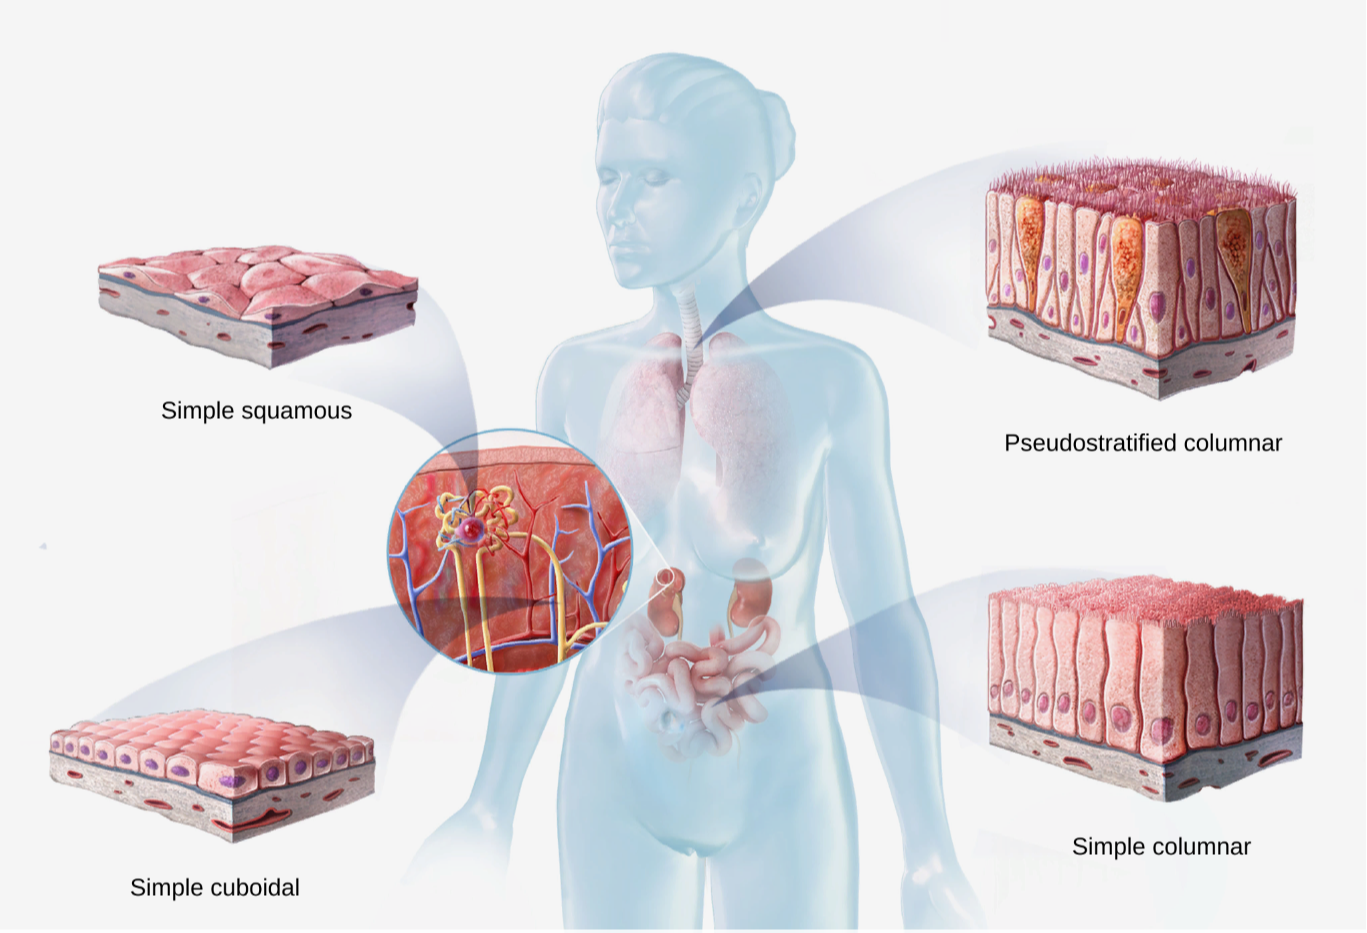 Simple squamous
Pseudostratified columnar
Simple cuboidal
Simple columnar